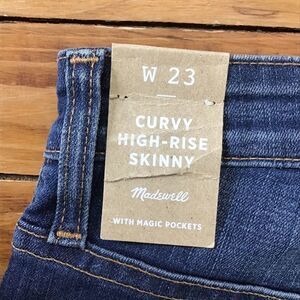 W 23
CURVY
HIGH-RISE
SKINNY
Madewell
WITH MAGIC POCKETS